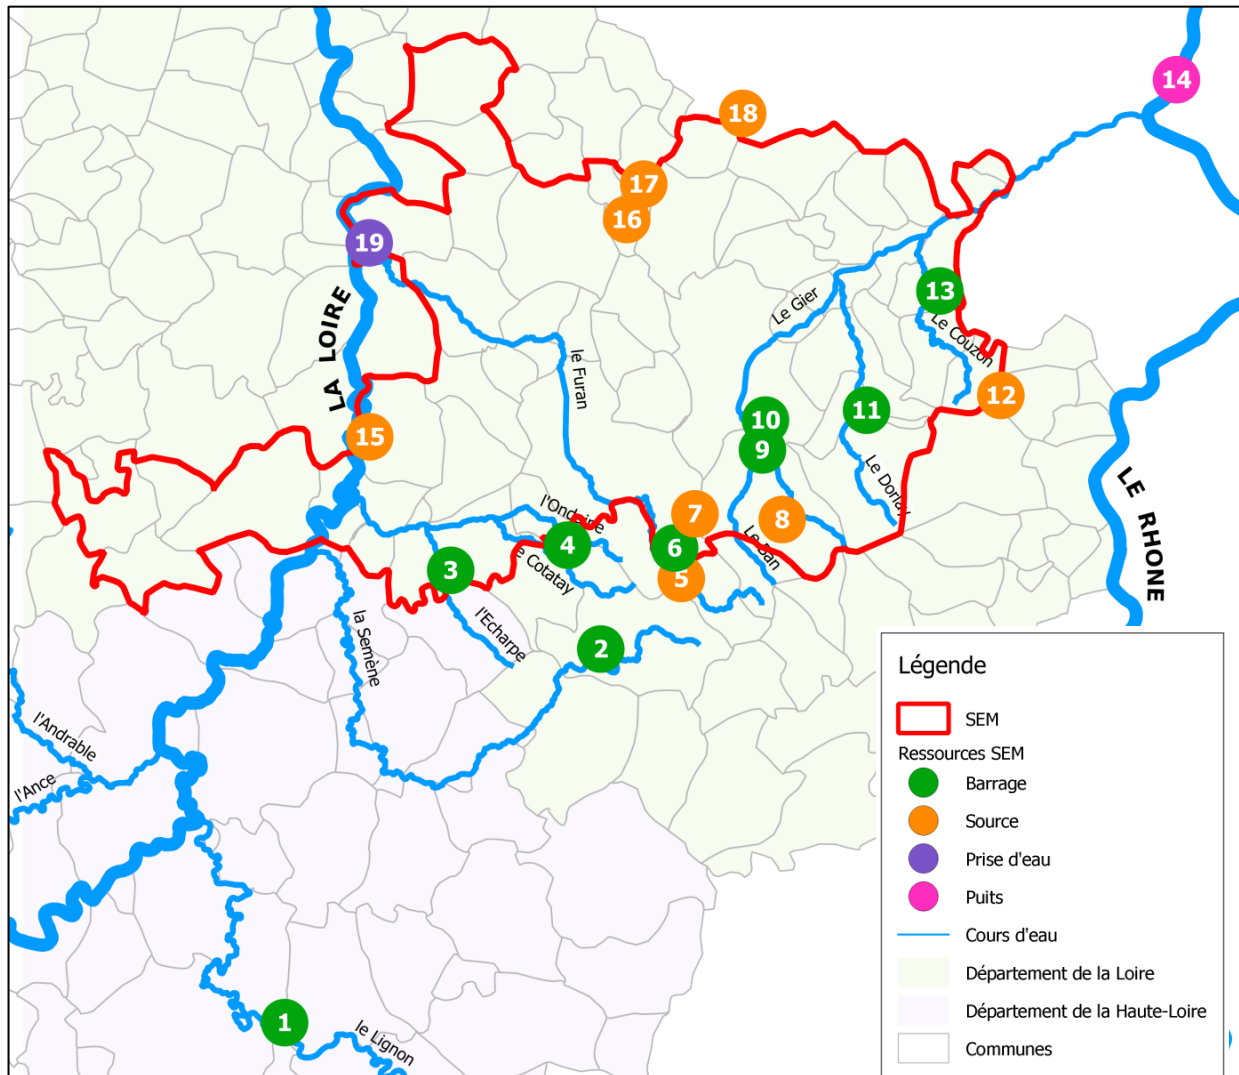 14
18
17
16
19
LA LOIRE
13
Le Gier
Le Couzon
le Furan
12
11
10
9
15
Le Dorlay
7
8
l'Ondaine
4
6
Le Ban
LE RHONE
3
e Cotatay
5
la Semène
l'Echarpe
2
l'Andrable
l'Ance
1
le Lignon
Légende
SEM
Ressources SEM
Barrage
Source
Prise d'eau
Puits
Cours d'eau
Département de la Loire
Département de la Haute-Loire
Communes